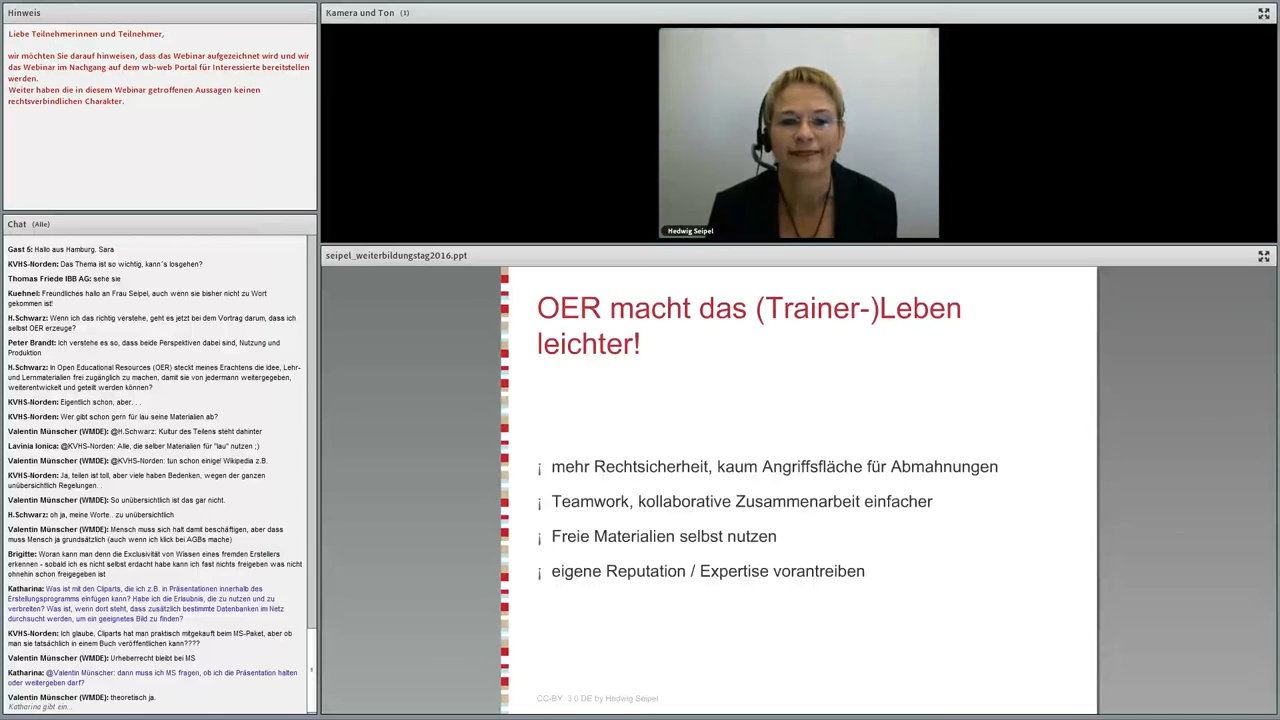 Hinweis
Liebe Teilnehmerinnen und Teilnehmer,
wir möchten Sie darauf hinweisen, dass das Webinar aufgezeichnet wird und wir
das Webinar im Nachgang auf dem wb-web Portal für Interessierte bereitstellen
werden.
Weiter haben die in diesem Webinar getroffenen Aussagen keinen
rechtsverbindlichen Charakter.
Chat (Alle)
Gast 5: Hallo aus Hamburg. Sara
KVHS-Norden: Das Thema ist so wichtig, kann´s losgehen?
Thomas Friede IBB AG: sehe sie
Kuehnel: Freundliches hallo an Frau Seipel, auch wenn sie bisher nicht zu Wort
gekommen ist!
H.Schwarz: Wenn ich das richtig verstehe, geht es jetzt bei dem Vortrag darum, dass ich
selbst OER erzeuge?
Peter Brandt: Ich verstehe es so, dass beide Perspektiven dabei sind, Nutzung und
Produktion
H.Schwarz: In Open Educational Resources (OER) steckt meines Erachtens die Idee, Lehr-
und Lernmaterialien frei zugänglich zu machen, damit sie von jedermann weitergegeben,
weiterentwickelt und geteilt werden können?
KVHS-Norden: Eigentlich schon, aber. . .
KVHS-Norden: Wer gibt schon gern für lau seine Materialien ab?
Valentin Münscher (WMDE): @H.Schwarz: Kultur des Teilens steht dahinter
Lavinia Ionica: @KVHS-Norden: Alle, die selber Materialien für "lau" nutzen ;)
Valentin Münscher (WMDE): @KVHS-Norden: tun schon einige! Wikipedia z.B.
KVHS-Norden: Ja, teilen ist toll, aber viele haben Bedenken, wegen der ganzen
unübersichtlich Regelungen. .
Valentin Münscher (WMDE): So unübersichtlich ist das gar nicht.
H.Schwarz: oh ja, meine Worte.. zu unübersichtlich
Valentin Münscher (WMDE): Mensch muss sich halt damit beschäftigen, aber dass
muss Mensch ja grundsätzlich (auch wenn ich klick bei AGBs mache)
Brigitte: Woran kann man denn die Exclusivität von Wissen eines fremden Erstellers
erkennen - sobald ich es nicht selbst erdacht habe kann ich fast nichts freigeben was nicht
ohnehin schon freigegeben ist
Katharina: Was ist mit den Cliparts, die ich z.B. in Präsentationen innerhalb des
Erstellungsprogramms einfügen kann? Habe ich die Erlaubnis, die zu nutzen und zu
verbreiten? Was ist, wenn dort steht, dass zusätzlich bestimmte Datenbanken im Netz
durchsucht werden, um ein geeignetes Bild zu finden?
KVHS-Norden: Ich glaube, Cliparts hat man praktisch mitgekauft beim MS-Paket, aber ob
man sie tatsächlich in einem Buch veröffentlichen kann????
Valentin Münscher (WMDE): Urheberrecht bleibt bei MS
Katharina: @Valentin Münscher: dann muss ich MS fragen, ob ich die Präsentation halten
oder weitergeben darf?
Valentin Münscher (WMDE): theoretisch ja.
Katharina gibt ein...
Kamera und Ton (1)
Hedwig Seipel
seipel_weiterbildungstag2016.ppt
OER macht das (Trainer-)Leben
leichter!
¡ mehr Rechtsicherheit, kaum Angriffsfläche für Abmahnungen
¡ Teamwork, kollaborative Zusammenarbeit einfacher
¡ Freie Materialien selbst nutzen
¡ eigene Reputation / Expertise vorantreiben
CC-BY. 3.0 DE by Hedwig Seipel